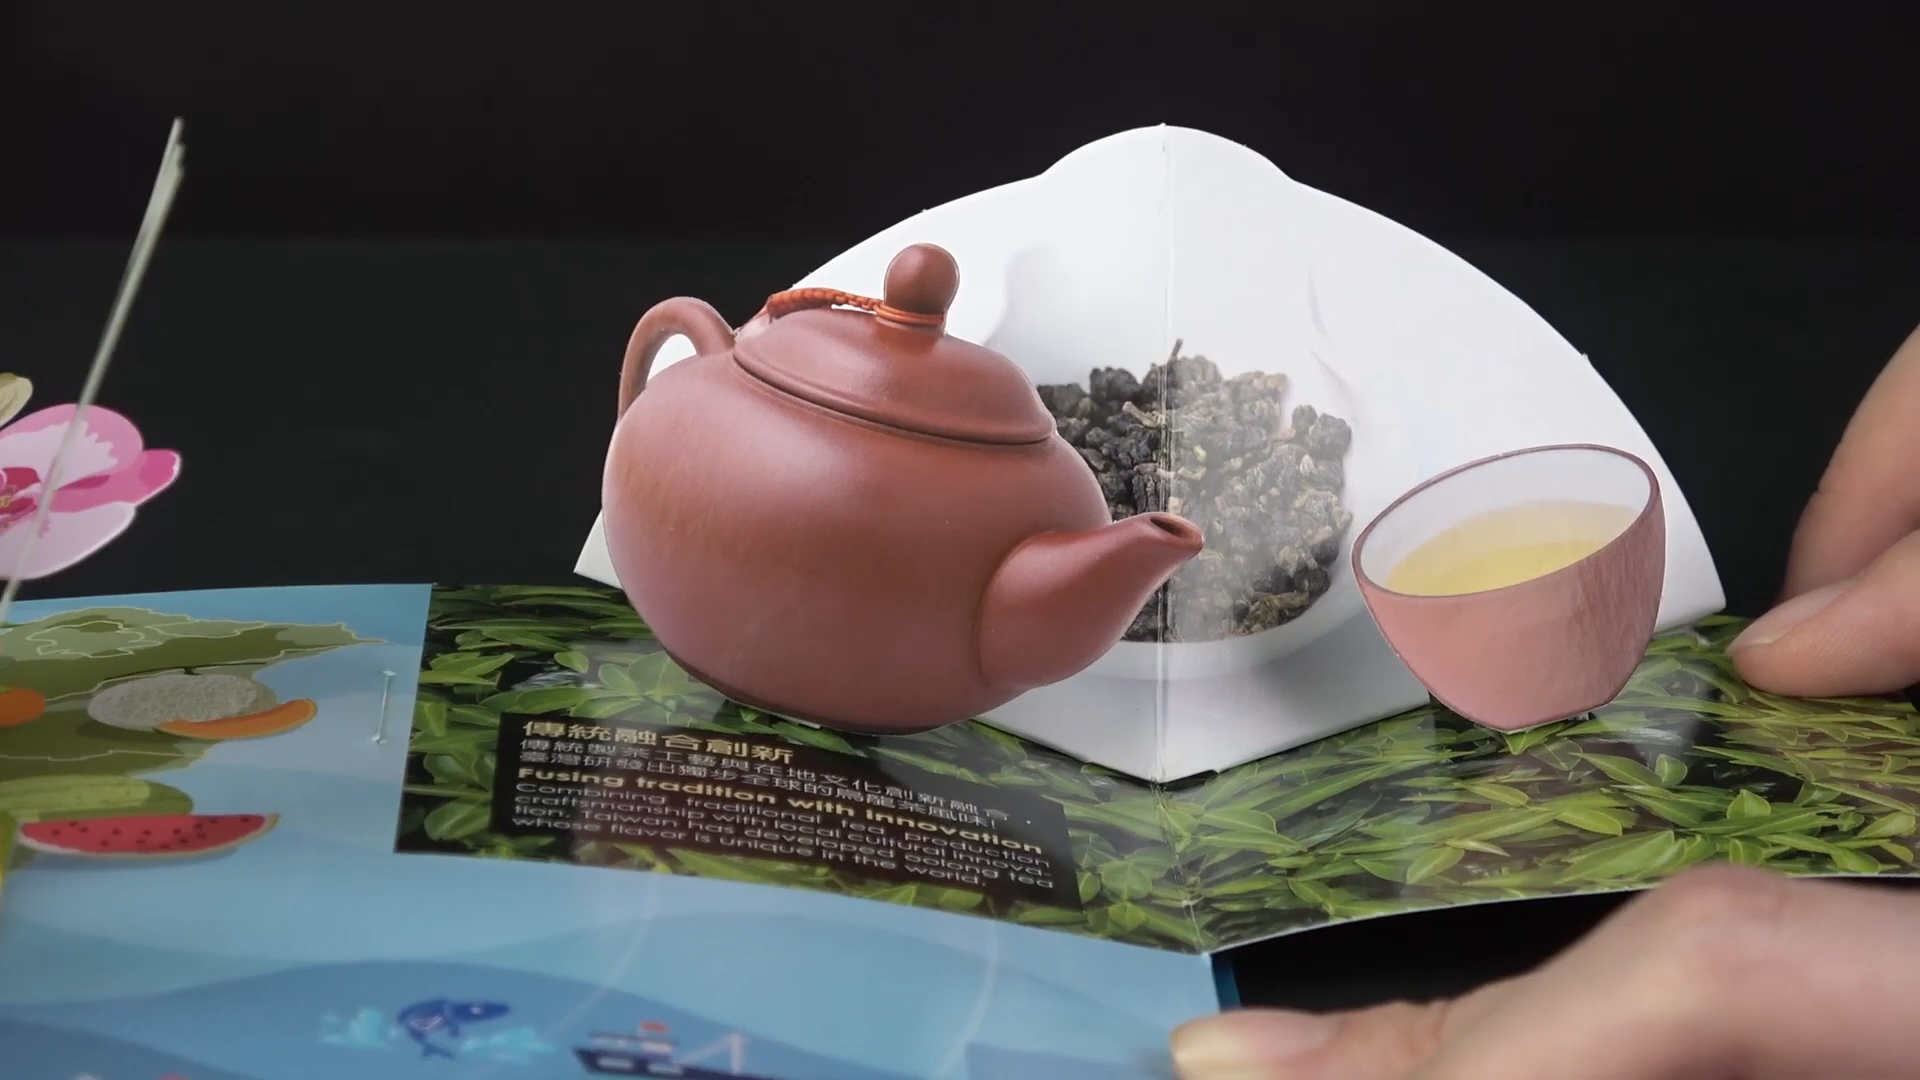 傳統融合創新
傳統製茶工藝與在地文化創新融合，
臺灣研發出獨步全球的烏龍茶風味！
Fusing tradition with innovation
Combining traditional tea production
craftsmanship with local cultural innova-
tion, Taiwan has developed oolong tea
whose flavor is unique in the world.